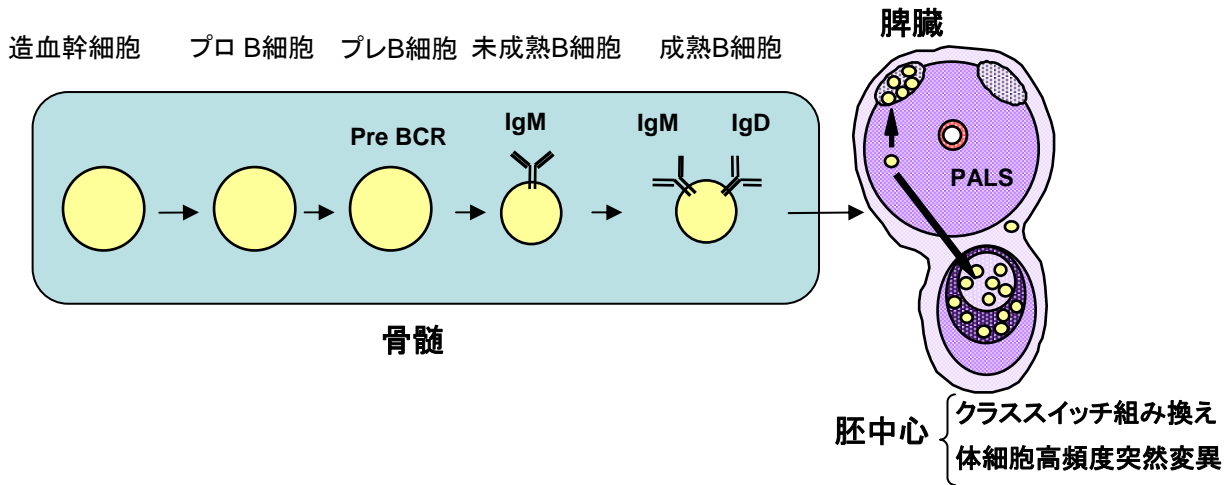 脾臓
造血幹細胞 プロ B細胞 プレB細胞 未成熟B細胞 成熟B細胞
Pre BCR IgM IgM IgD
PALS
骨髄
胚中心 クラススイッチ組み換え
体細胞高頻度突然変異